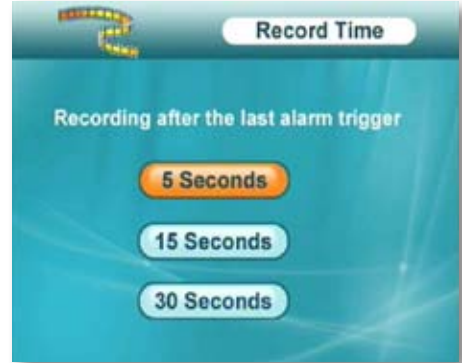 Record Time
Recording after the last alarm trigger
5 Seconds
15 Seconds
30 Seconds